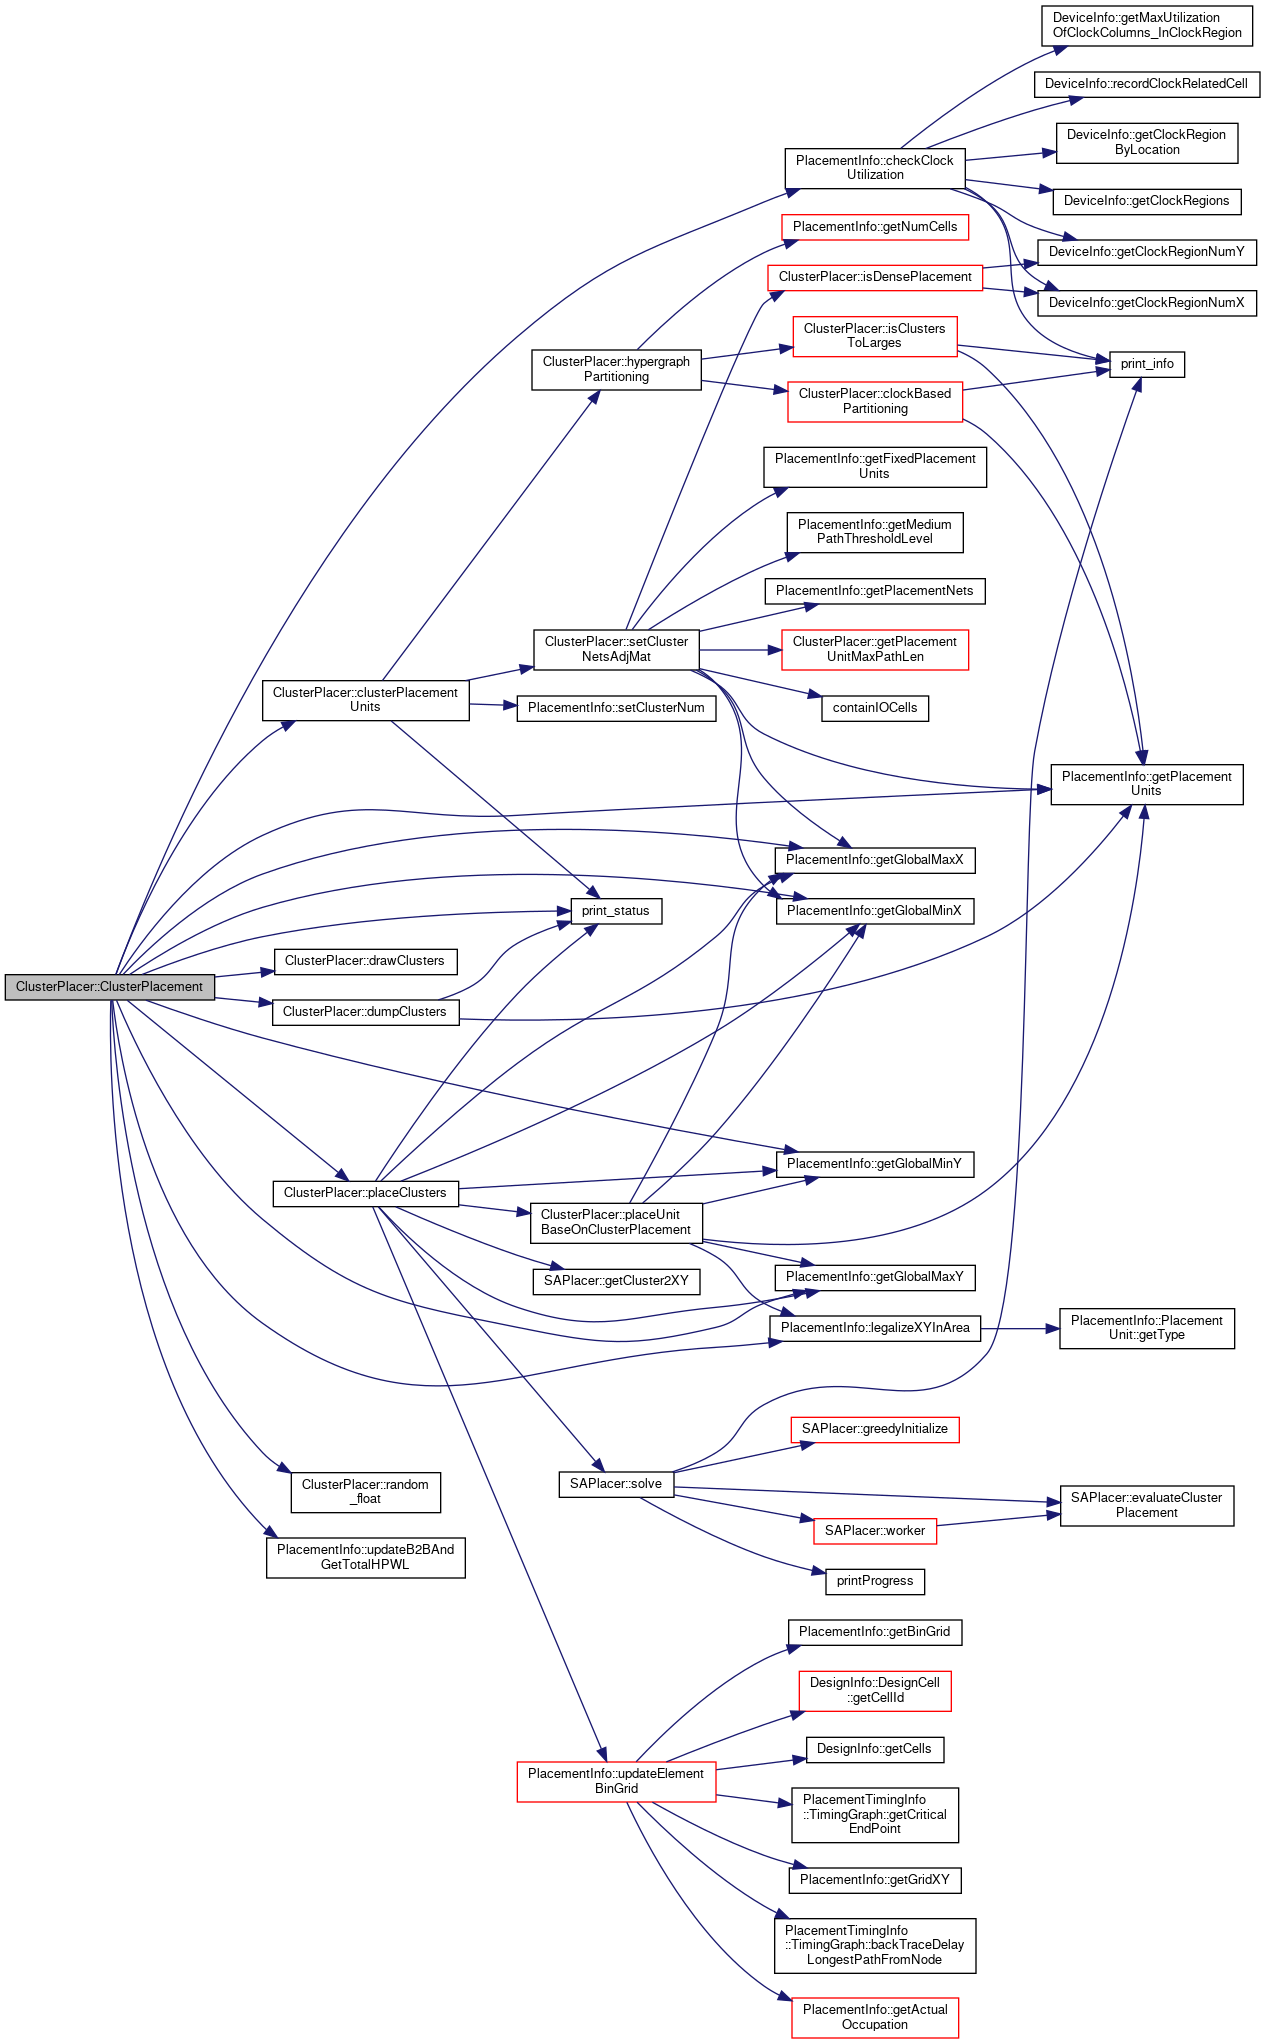 DeviceInfo::getMaxUtilization
OfClockColumns_InClockRegion
DeviceInfo::recordClockRelatedCell
DeviceInfo::getClockRegion
ByLocation
PlacementInfo::checkClock
Utilization
DeviceInfo::getClockRegions
PlacementInfo::getNumCells
DeviceInfo::getClockRegionNumY
ClusterPlacer::isDensePlacement
DeviceInfo::getClockRegionNumX
ClusterPlacer::isClusters
ToLarges
print_info
ClusterPlacer::hypergraph
Partitioning
ClusterPlacer::clockBased
Partitioning
PlacementInfo::getFixedPlacement
Units
PlacementInfo::getMedium
PathThresholdLevel
PlacementInfo::getPlacementNets
ClusterPlacer::setCluster
NetsAdjMat
ClusterPlacer::getPlacement
UnitMaxPathLen
ClusterPlacer::clusterPlacement
Units
PlacementInfo::setClusterNum
containIOCells
PlacementInfo::getPlacement
Units
PlacementInfo::getGlobalMaxX
print_status
PlacementInfo::getGlobalMinX
ClusterPlacer::drawClusters
ClusterPlacer::ClusterPlacement
ClusterPlacer::dumpClusters
PlacementInfo::getGlobalMinY
ClusterPlacer::placeClusters
ClusterPlacer::placeUnit
BaseOnClusterPlacement
SAPlacer::getCluster2XY
PlacementInfo::getGlobalMaxY
PlacementInfo::legalizeXYInArea
PlacementInfo::Placement
Unit::getType
SAPlacer::greedyInitialize
SAPlacer::solve
ClusterPlacer::random
_float
SAPlacer::evaluateCluster
Placement
SAPlacer::worker
PlacementInfo::updateB2BAnd
GetTotalHPWL
printProgress
PlacementInfo::getBinGrid
DesignInfo::DesignCell
::getCellId
DesignInfo::getCells
PlacementInfo::updateElement
BinGrid
PlacementTimingInfo
::TimingGraph::getCritical
EndPoint
PlacementInfo::getGridXY
PlacementTimingInfo
::TimingGraph::backTraceDelay
LongestPathFromNode
PlacementInfo::getActual
Occupation